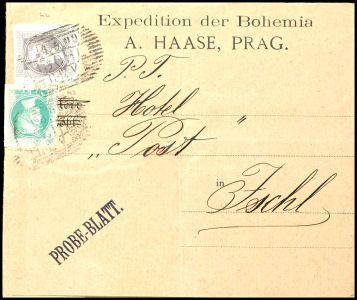 Expedition der Bohemia
A. HAASE, PRAG.
P. T.
Hotel "
„Post
in
Ischl
PROBE-BLATT.